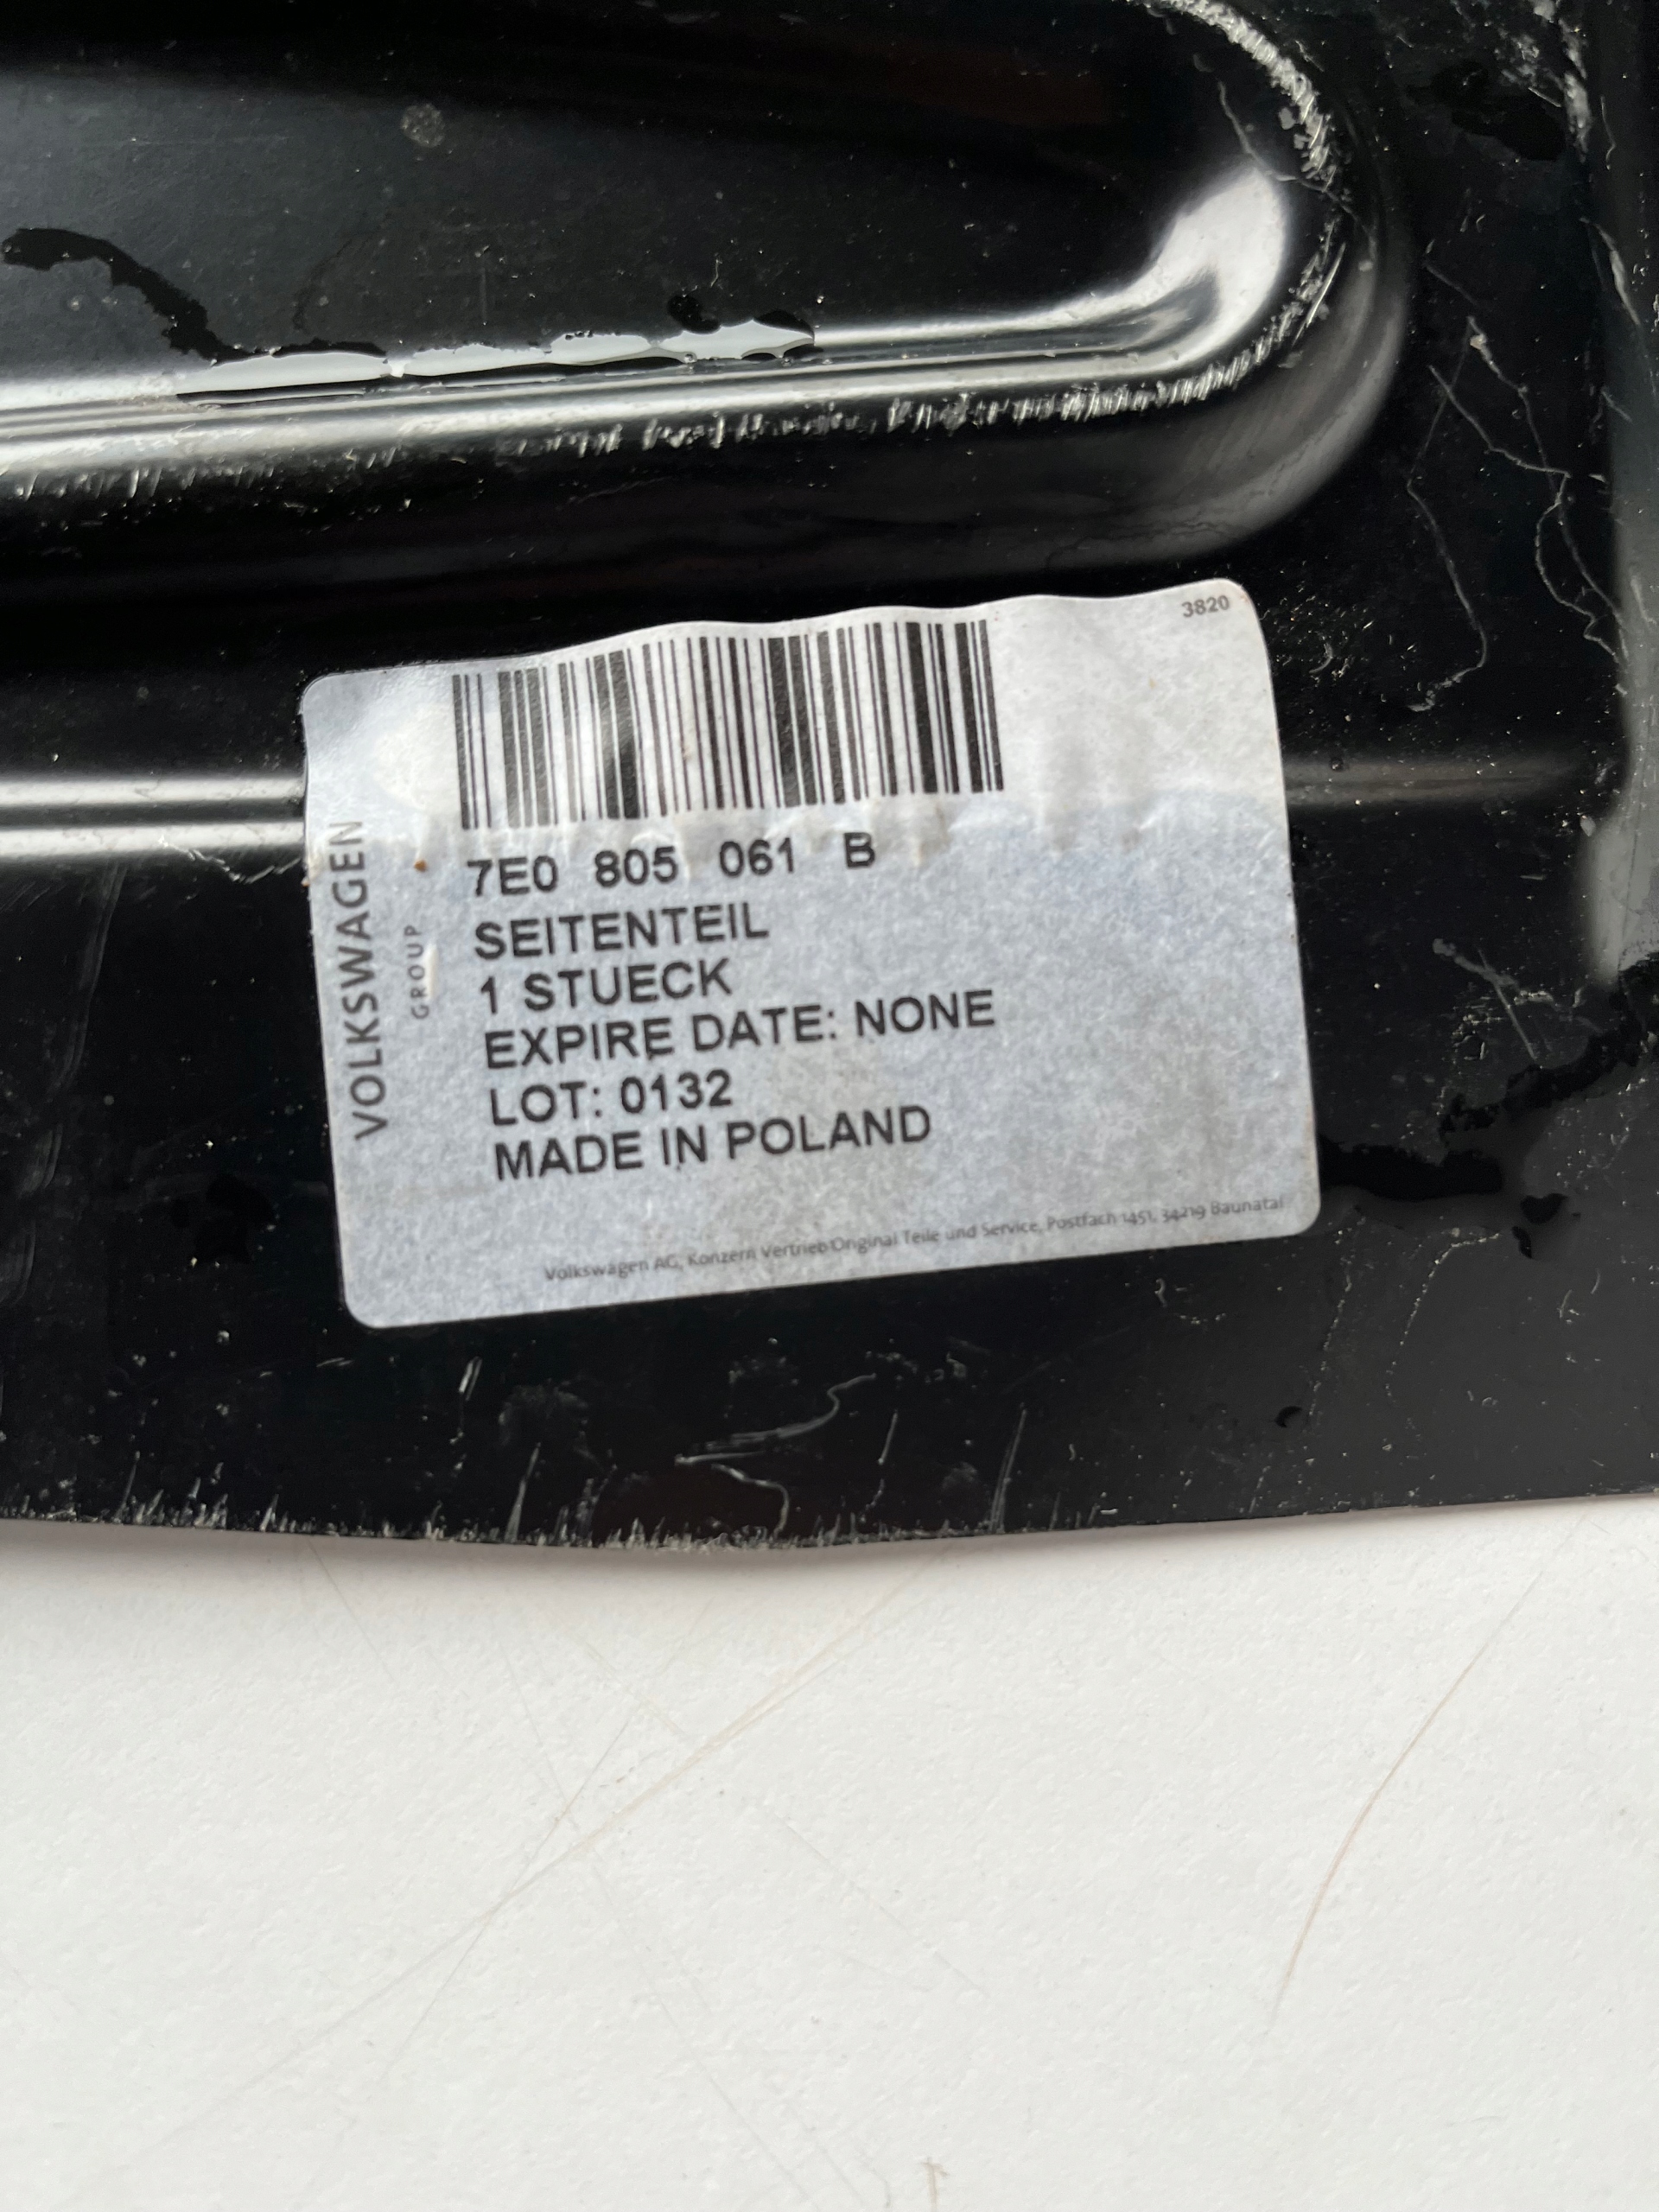 3820
VOLKSWAGEN
GROUP
7E0 805 061 B
SEITENTEIL
1 STUECK
EXPIRE DATE: NONE
LOT: 0132
MADE IN POLAND
Volkswagen AG, Konzern Vertrieb Original Teile und Service, Postfach 1451, 34219 Baunatal